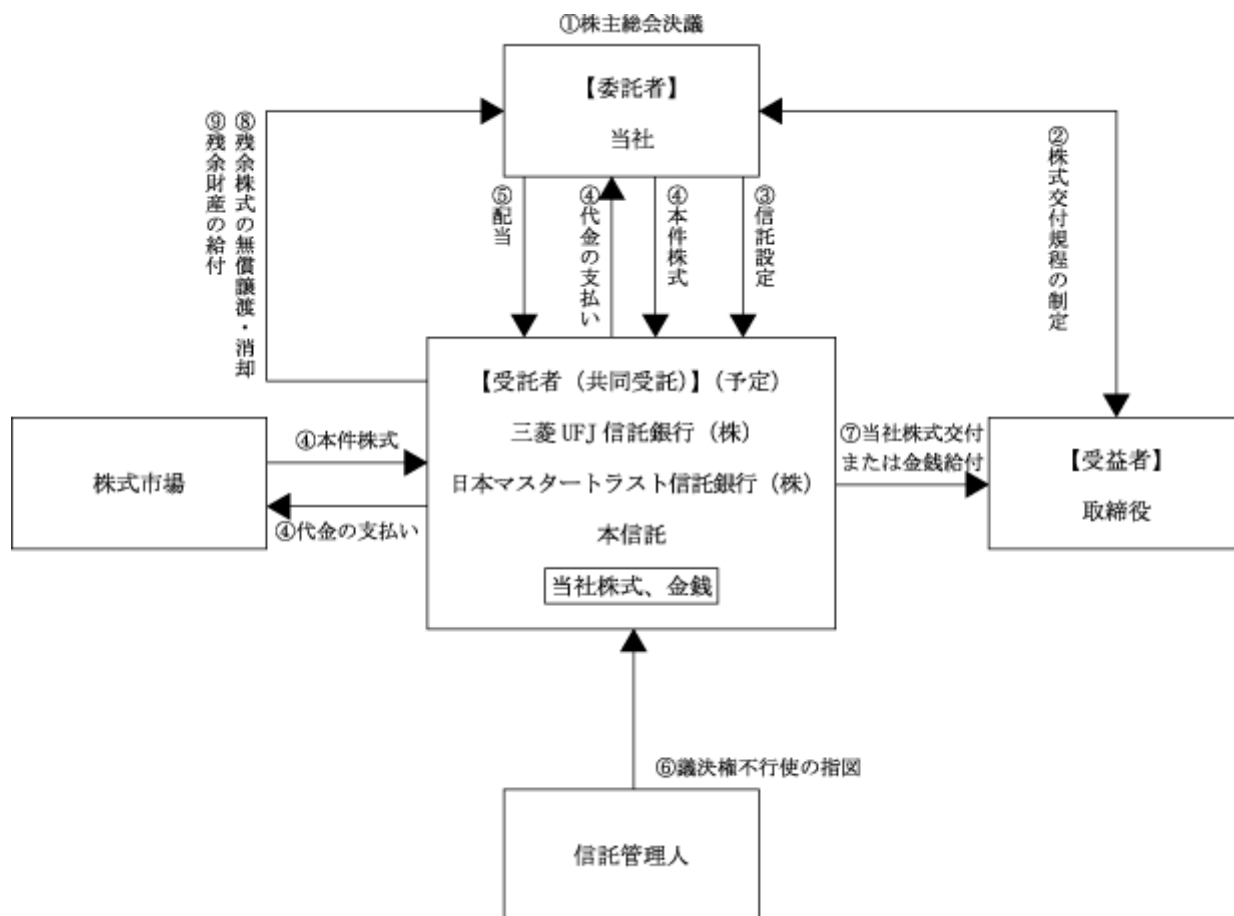 ①株主総会決議
【委託者】
当社
⑨残余財産の給付
⑧残余株式の無償譲渡・消却
⑤配当
④代金の支払い
④本件株式
③信託設定
②株式交付規程の制定
【受託者（共同受託）】（予定）
三菱 UFJ 信託銀行（株）
日本マスタートラスト信託銀行（株）
本信託
当社株式、金銭
株式市場
④本件株式
④代金の支払い
⑦当社株式交付
または金銭給付
【受益者】
取締役
⑥議決権不行使の指図
信託管理人